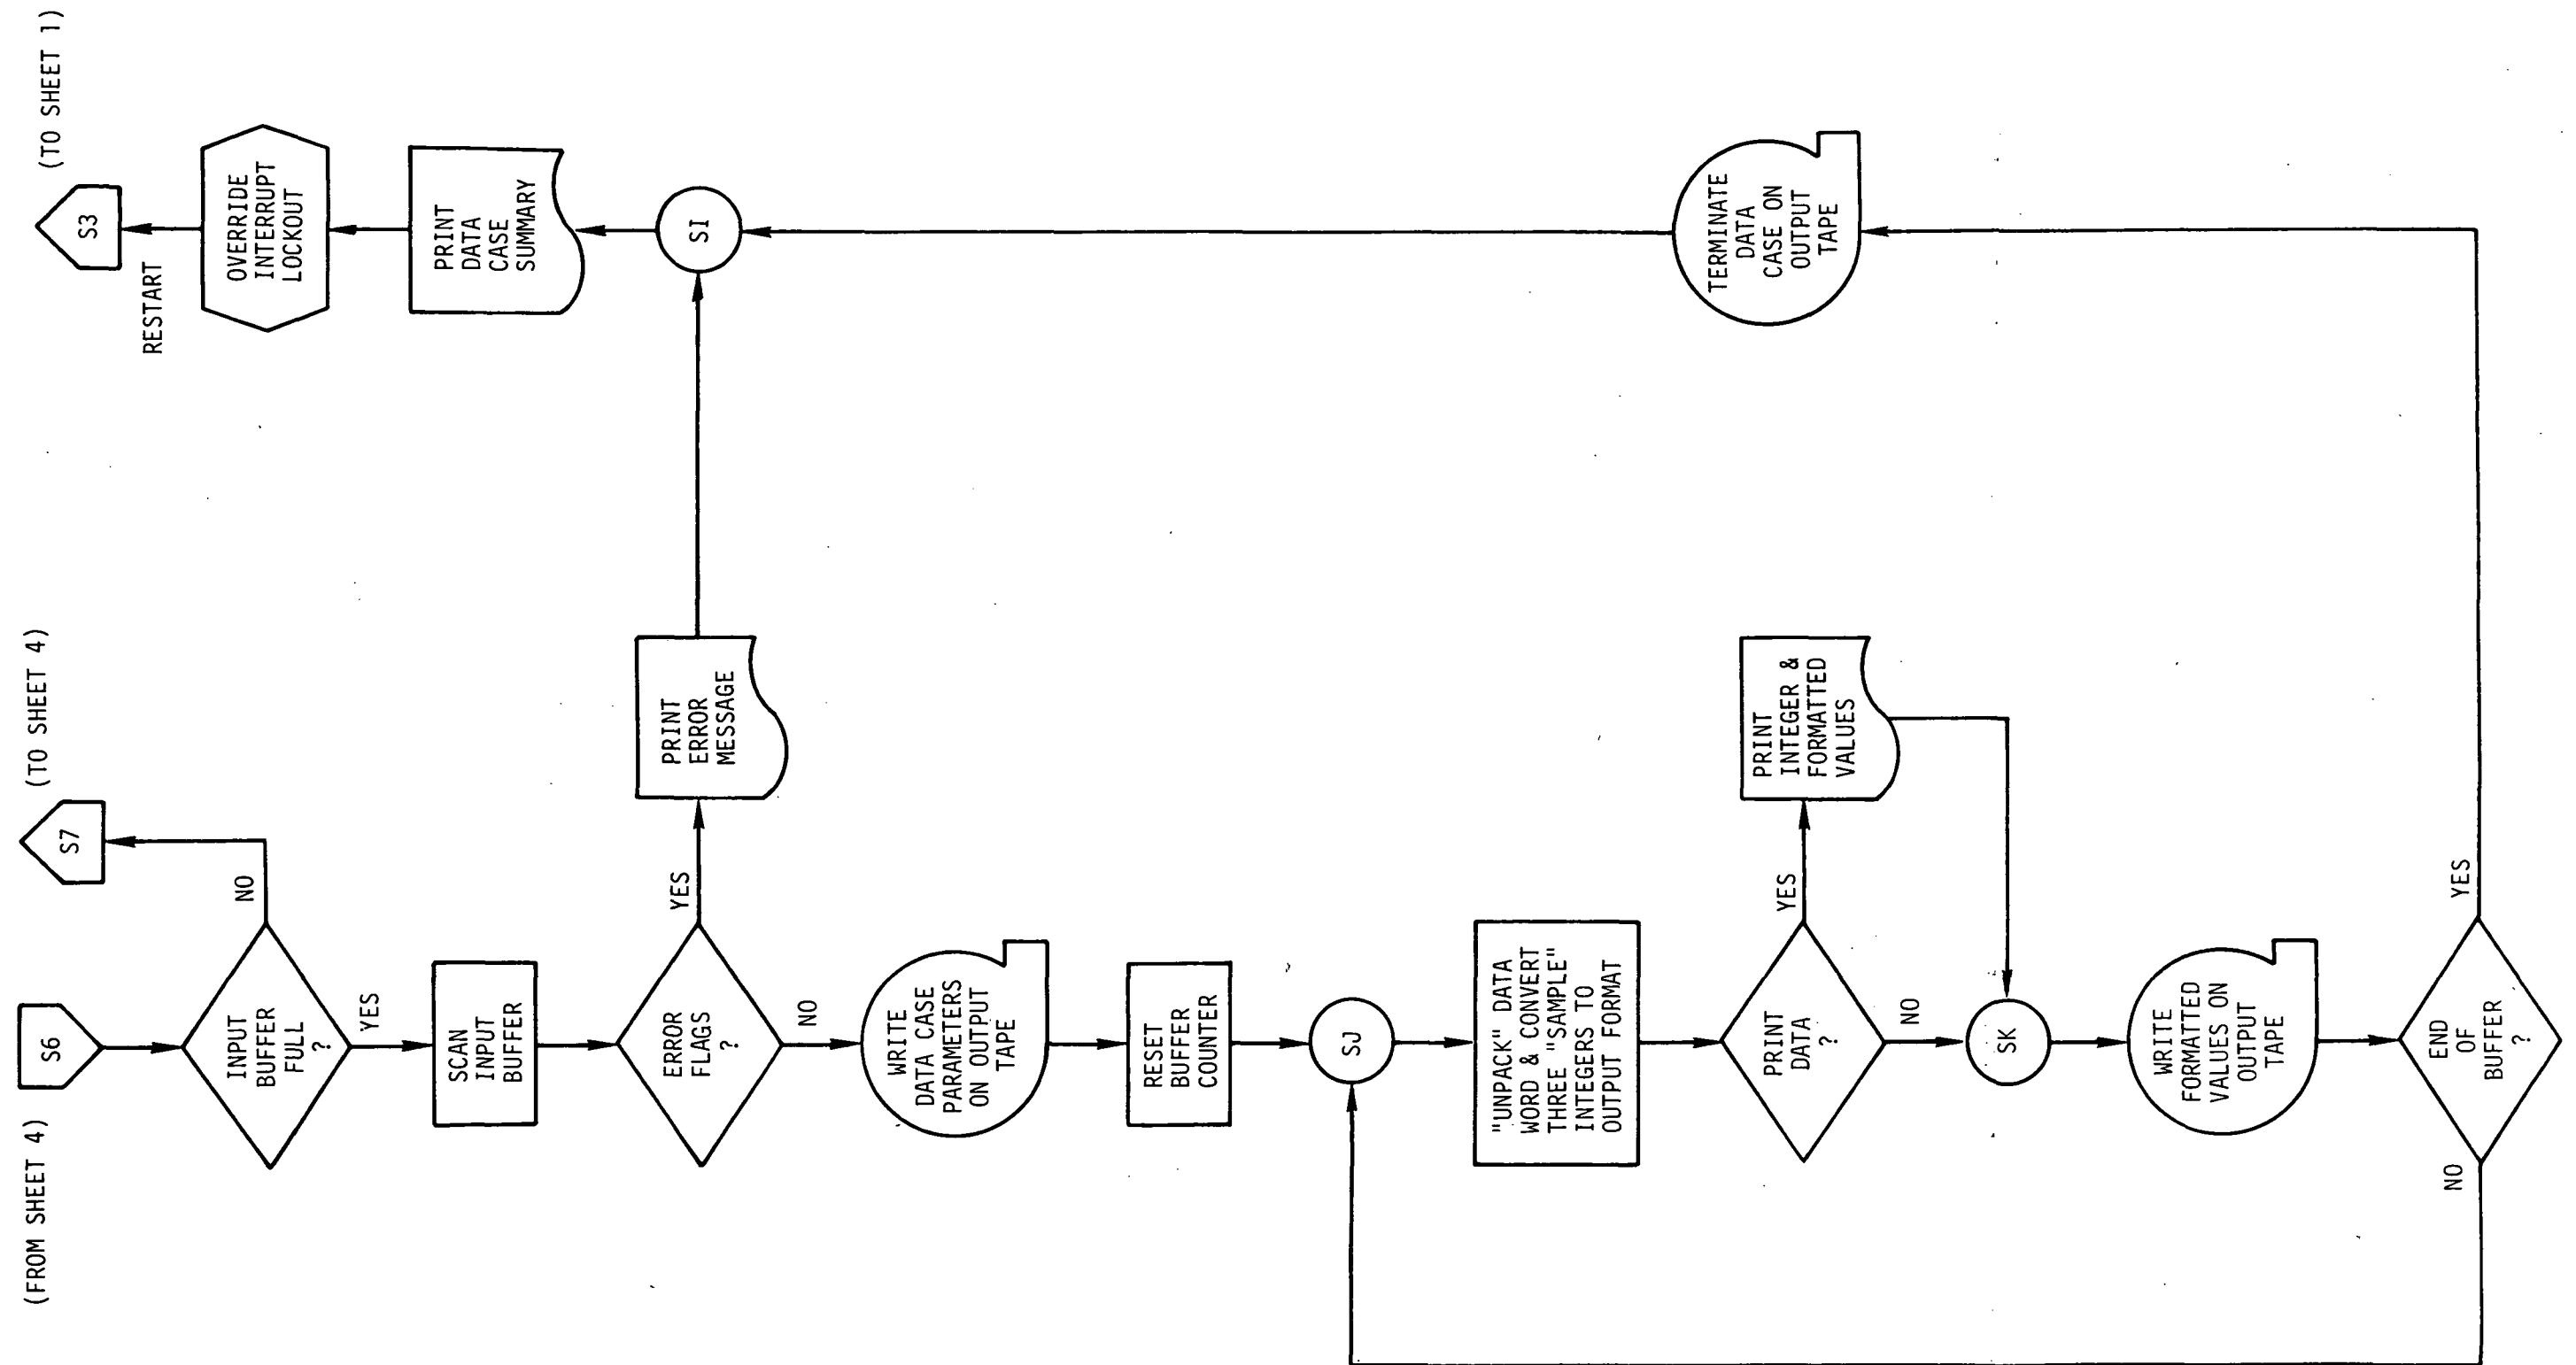 (FROM SHEET 4)
S6
(TO SHEET 4)
S7
INPUT
BUFFER
FULL
?
NO
YES
SCAN
INPUT
BUFFER
ERROR
FLAGS
?
YES
PRINT
ERROR
MESSAGE
NO
WRITE
DATA CASE
PARAMETERS
ON OUTPUT
TAPE
RESET
BUFFER
COUNTER
SJ
"UNPACK" DATA
WORD & CONVERT
THREE "SAMPLE"
INTEGERS TO
OUTPUT FORMAT
PRINT
DATA
?
YES
PRINT
INTEGER &
FORMATTED
VALUES
NO
SK
WRITE
FORMATTED
VALUES ON
OUTPUT
TAPE
END
OF
BUFFER
?
NO
YES
TERMINATE
DATA
CASE ON
OUTPUT
TAPE
SI
PRINT
DATA
CASE
SUMMARY
OVERRIDE
INTERRUPT
LOCKOUT
RESTART
S3
(TO SHEET 1)